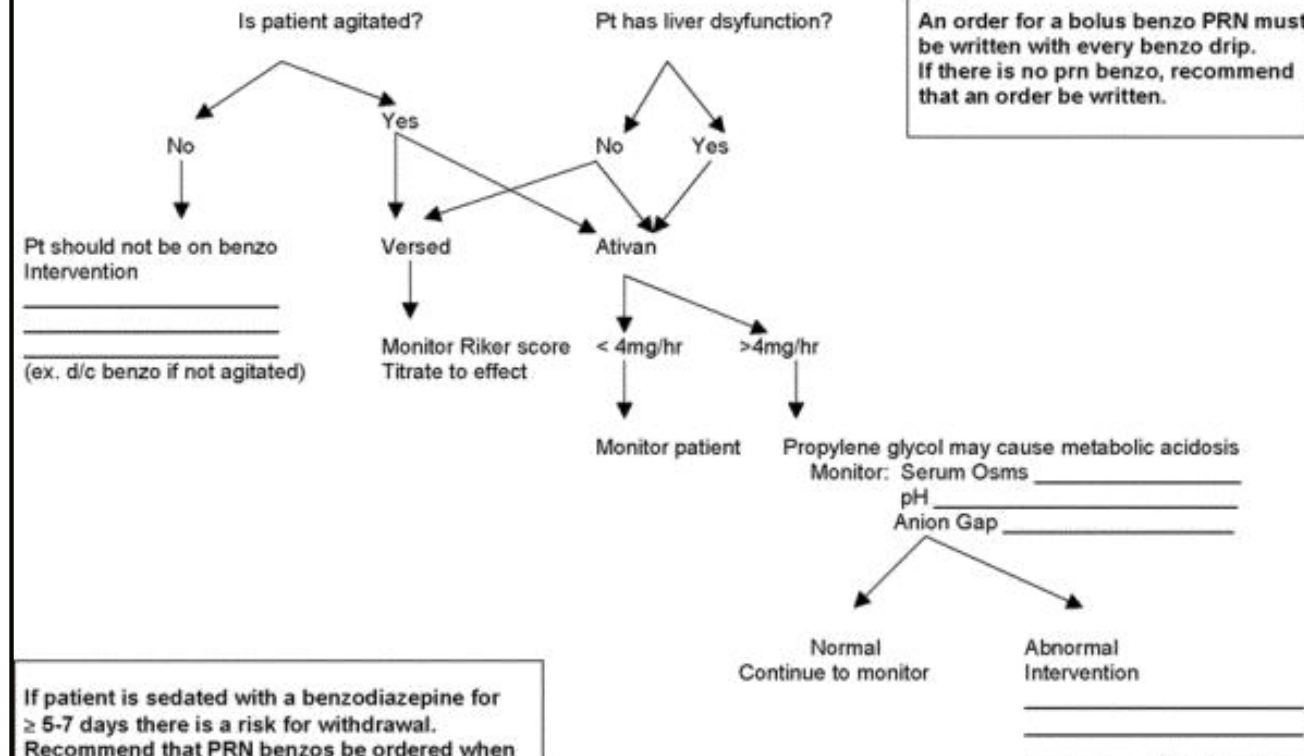 Is patient agitated?
Pt has liver dsyfunction?
An order for a bolus benzo PRN must
be written with every benzo drip.
If there is no prn benzo, recommend
that an order be written.
No
Yes
No
Yes
Pt should not be on benzo
Intervention
(ex. d/c benzo if not agitated)
Versed
Monitor Riker score
Titrate to effect
Ativan
< 4mg/hr
>4mg/hr
Monitor patient
Propylene glycol may cause metabolic acidosis
Monitor: Serum Osms
pH
Anion Gap
Normal
Continue to monitor
Abnormal
Intervention
If patient is sedated with a benzodiazepine for
≥ 5-7 days there is a risk for withdrawal.
Recommend that PRN benzos be ordered when